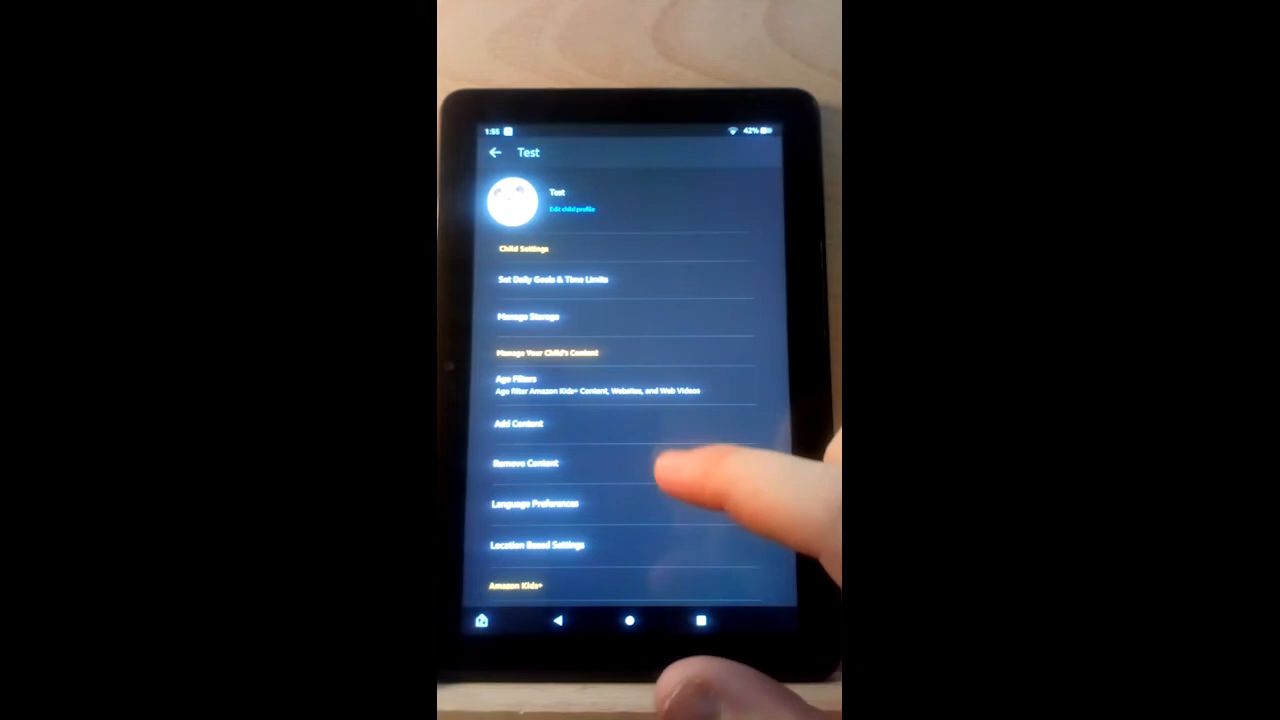 1:55 42%
Test
Test
Edit child profile
Child Settings
Set Daily Goals & Time Limits
Manage Storage
Manage Your Child's Content
Age Filters
Age filter Amazon Kids+ Content, Websites, and Web Videos
Add Content
Remove Content
Language Preferences
Location Based Settings
Amazon Kids+